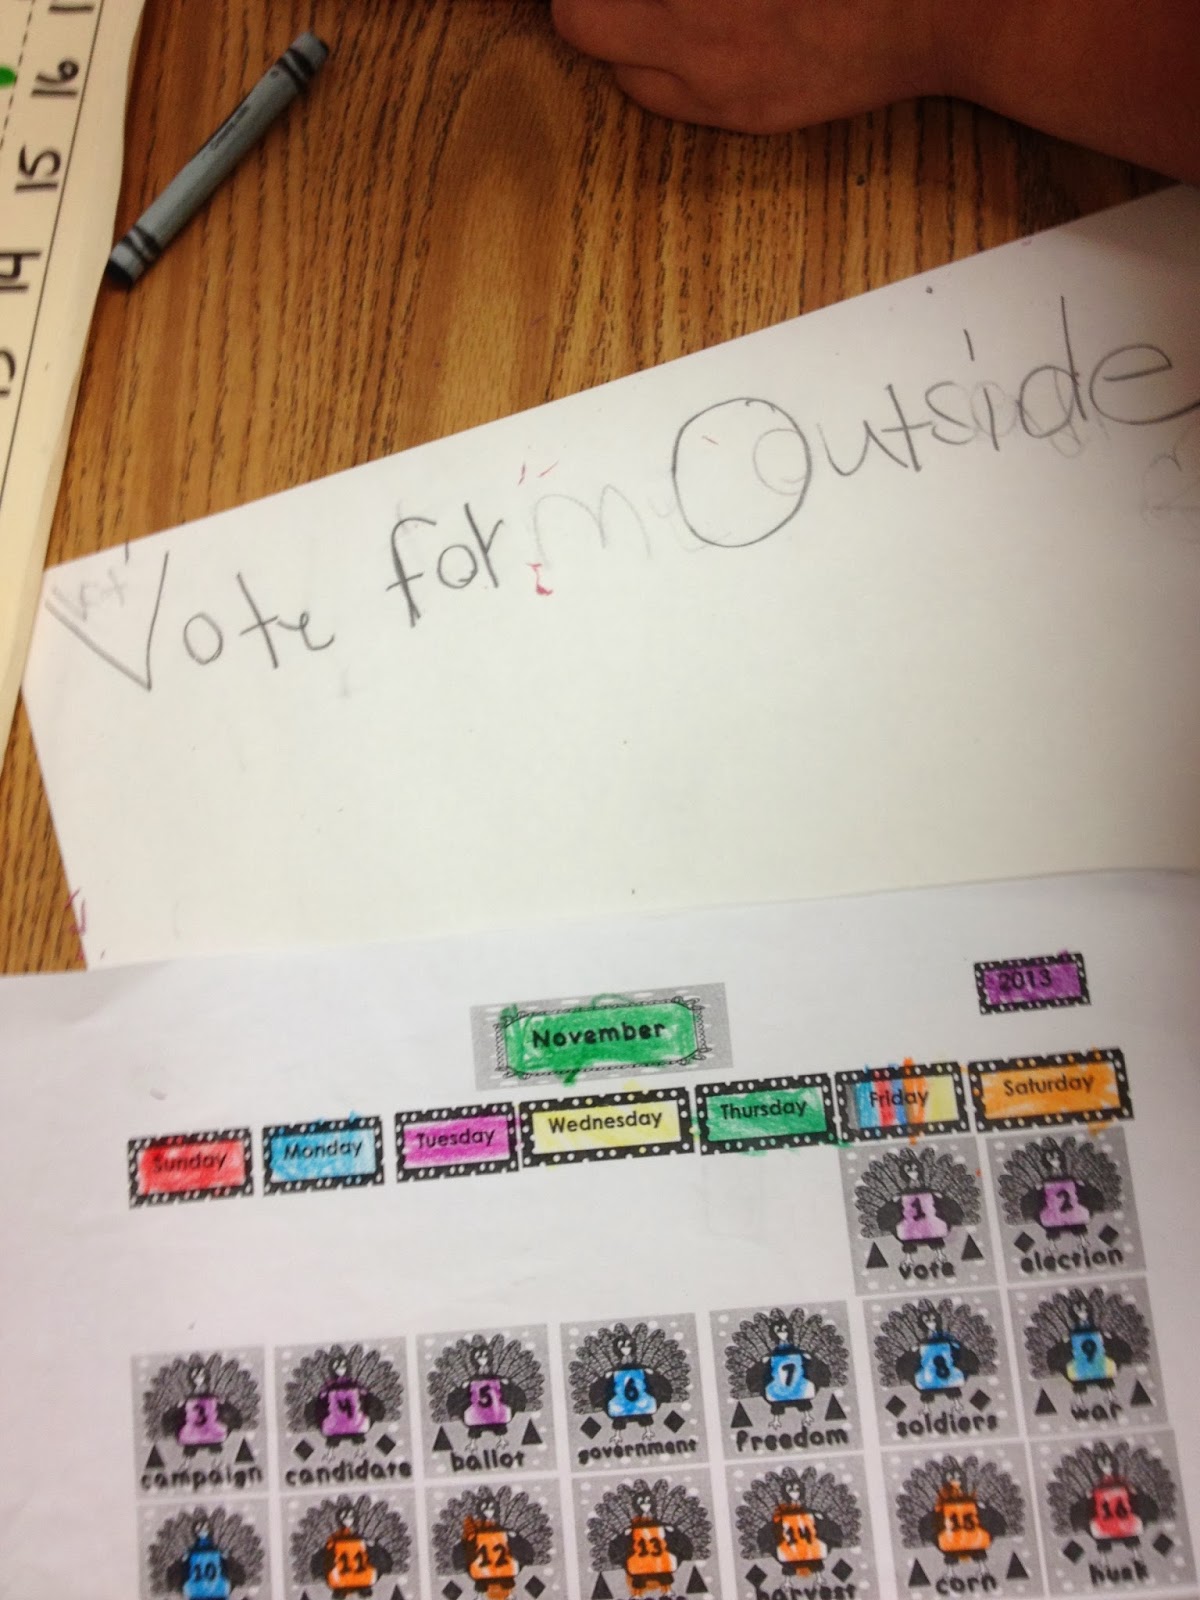 16
15
14
Vote for Outside
2013
November
Sunday Monday Tuesday Wednesday Thursday Friday Saturday
1 2
vote election
3 4 5 6 7 8 9
campaign candidate ballot government freedom soldiers war
10 11 12 13 14 15 16
harvest corn husk